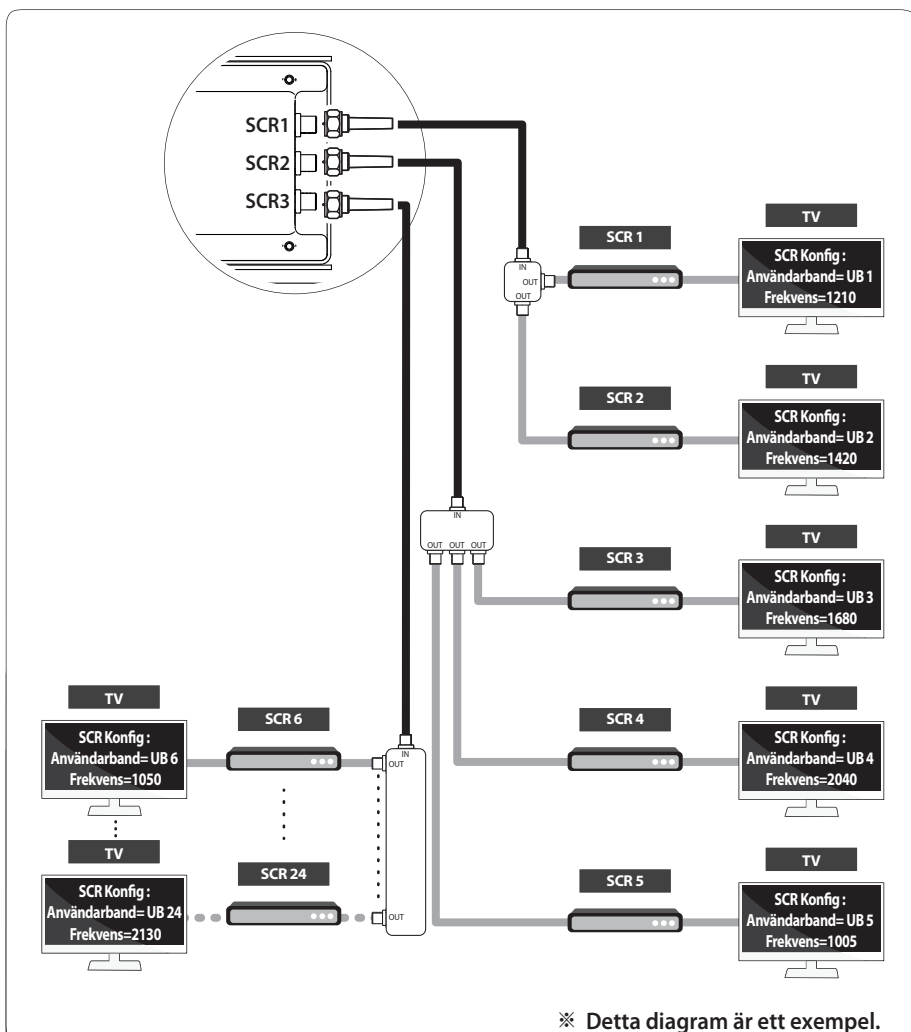 SCR1
SCR2
SCR3
IN
OUT
OUT
SCR 1
TV
SCR Konfig :
Användarband= UB 1
Frekvens=1210
SCR 2
TV
SCR Konfig :
Användarband= UB 2
Frekvens=1420
IN
OUT OUT OUT
SCR 3
TV
SCR Konfig :
Användarband= UB 3
Frekvens=1680
SCR 4
TV
SCR Konfig :
Användarband= UB 4
Frekvens=2040
SCR 5
TV
SCR Konfig :
Användarband= UB 5
Frekvens=1005
TV
SCR Konfig :
Användarband= UB 6
Frekvens=1050
SCR 6
IN
OUT
TV
SCR Konfig :
Användarband= UB 24
Frekvens=2130
SCR 24
OUT
※ Detta diagram är ett exempel.